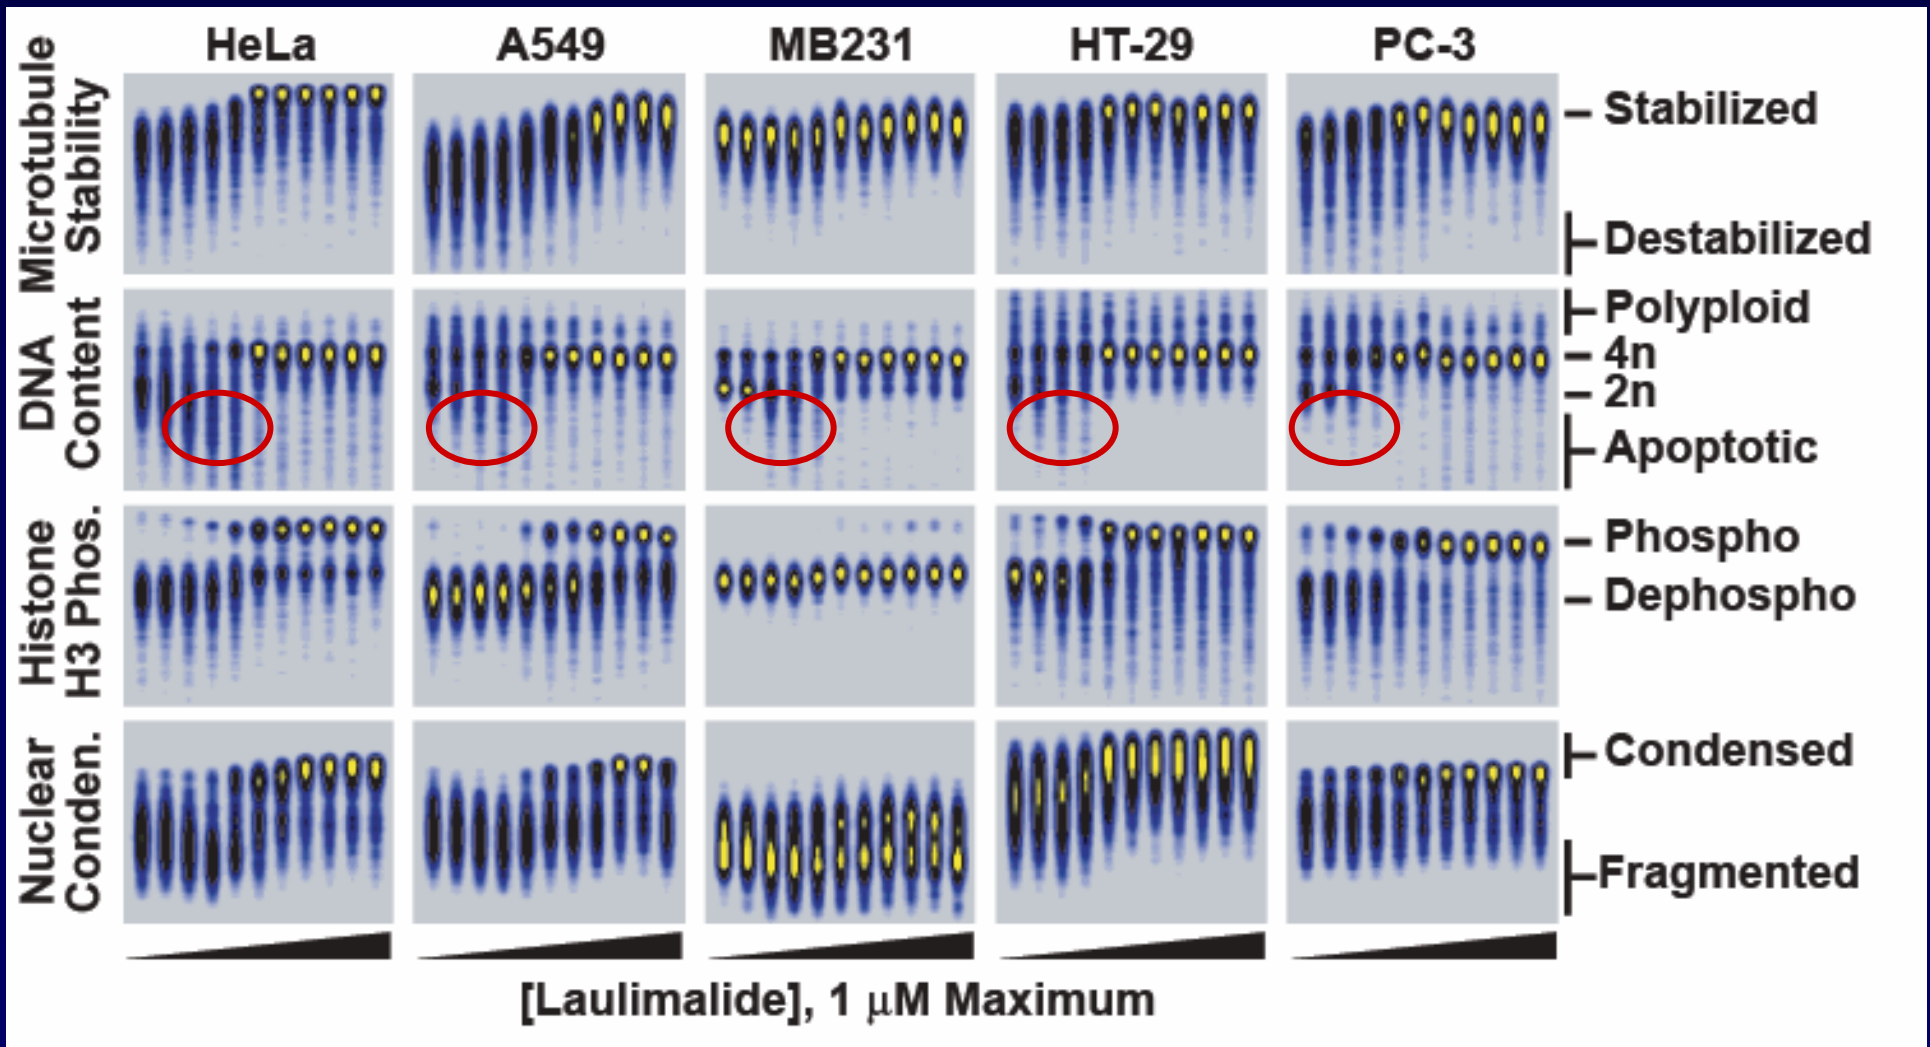 HeLa
A549
MB231
HT-29
PC-3
Microtubule
Stability
Stabilized
Destabilized
DNA
Content
Polyploid
4n
2n
Apoptotic
Histone
H3 Phos.
Phospho
Dephospho
Nuclear
Conden.
Condensed
Fragmented
[Laulimalide], 1 μM Maximum